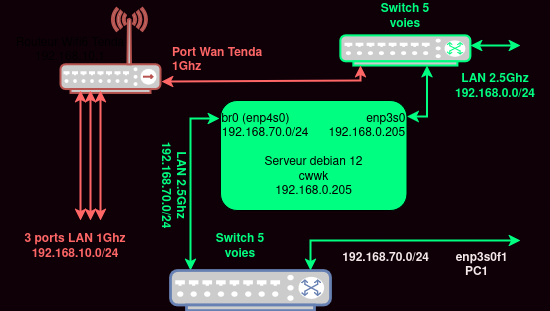 Switch 5
voies
Port Wan Tenda
1Ghz
LAN 2.5Ghz
192.168.0.0/24
br0 (enp4s0)
enp3s0
192.168.70.0/24
192.168.0.205
Serveur debian 12
cwwk
192.168.0.205
LAN 2.5Ghz
192.168.70.0/24
3 ports LAN 1Ghz
192.168.10.0/24
Switch 5
voies
192.168.70.0/24
enp3s0f1
PC1